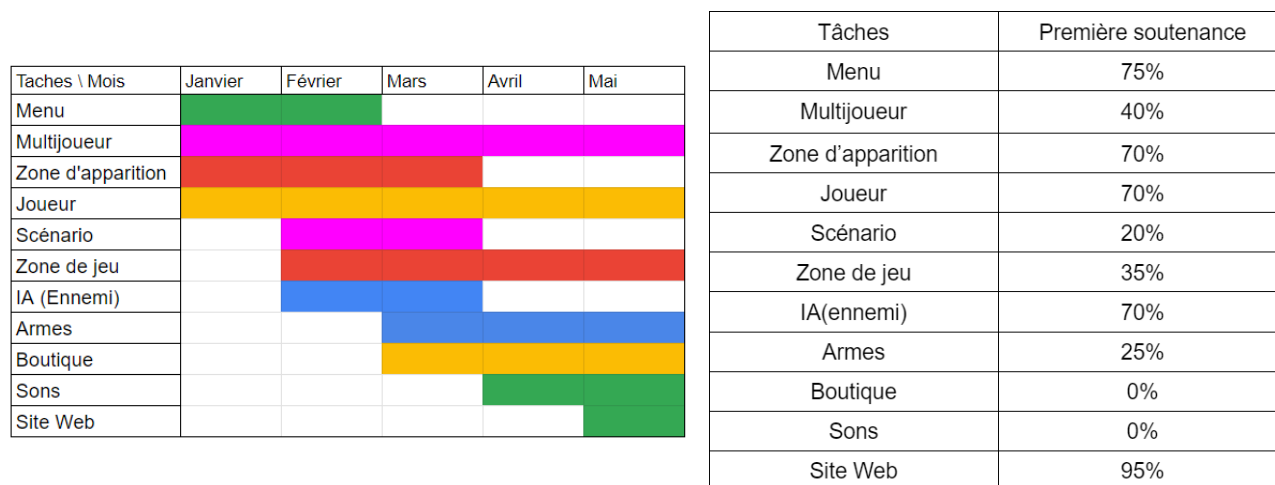 Taches \ Mois Janvier Février Mars Avril Mai
Menu
Multijoueur
Zone d'apparition
Joueur
Scénario
Zone de jeu
IA (Ennemi)
Armes
Boutique
Sons
Site Web
Tâches Première soutenance
Menu 75%
Multijoueur 40%
Zone d’apparition 70%
Joueur 70%
Scénario 20%
Zone de jeu 35%
IA(ennemi) 70%
Armes 25%
Boutique 0%
Sons 0%
Site Web 95%